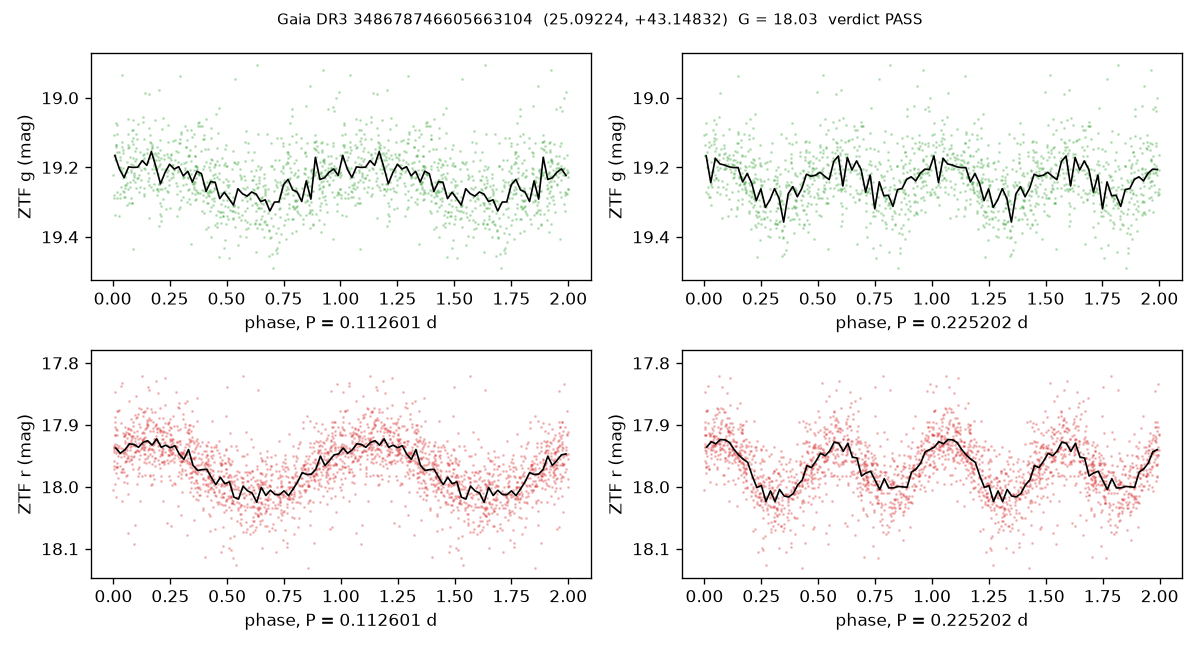 Gaia DR3 348678746605663104 (25.09224, +43.14832) G = 18.03 verdict PASS
ZTF g (mag)
19.0
19.2
19.4
0.00 0.25 0.50 0.75 1.00 1.25 1.50 1.75 2.00
phase, P = 0.112601 d
ZTF g (mag)
19.0
19.2
19.4
0.00 0.25 0.50 0.75 1.00 1.25 1.50 1.75 2.00
phase, P = 0.225202 d
ZTF r (mag)
17.8
17.9
18.0
18.1
0.00 0.25 0.50 0.75 1.00 1.25 1.50 1.75 2.00
phase, P = 0.112601 d
ZTF r (mag)
17.8
17.9
18.0
18.1
0.00 0.25 0.50 0.75 1.00 1.25 1.50 1.75 2.00
phase, P = 0.225202 d